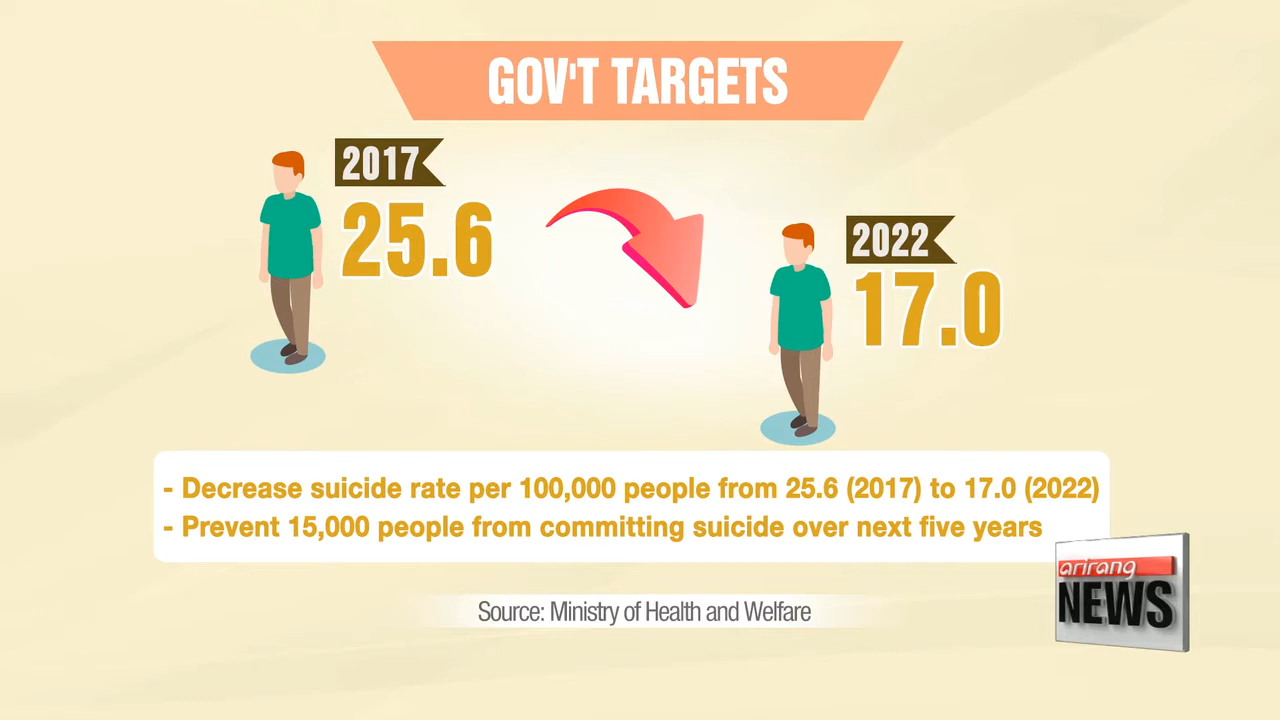 GOV'T TARGETS
2017
25.6
2022
17.0
- Decrease suicide rate per 100,000 people from 25.6 (2017) to 17.0 (2022)
- Prevent 15,000 people from committing suicide over next five years
Source: Ministry of Health and Welfare
arirang
NEWS